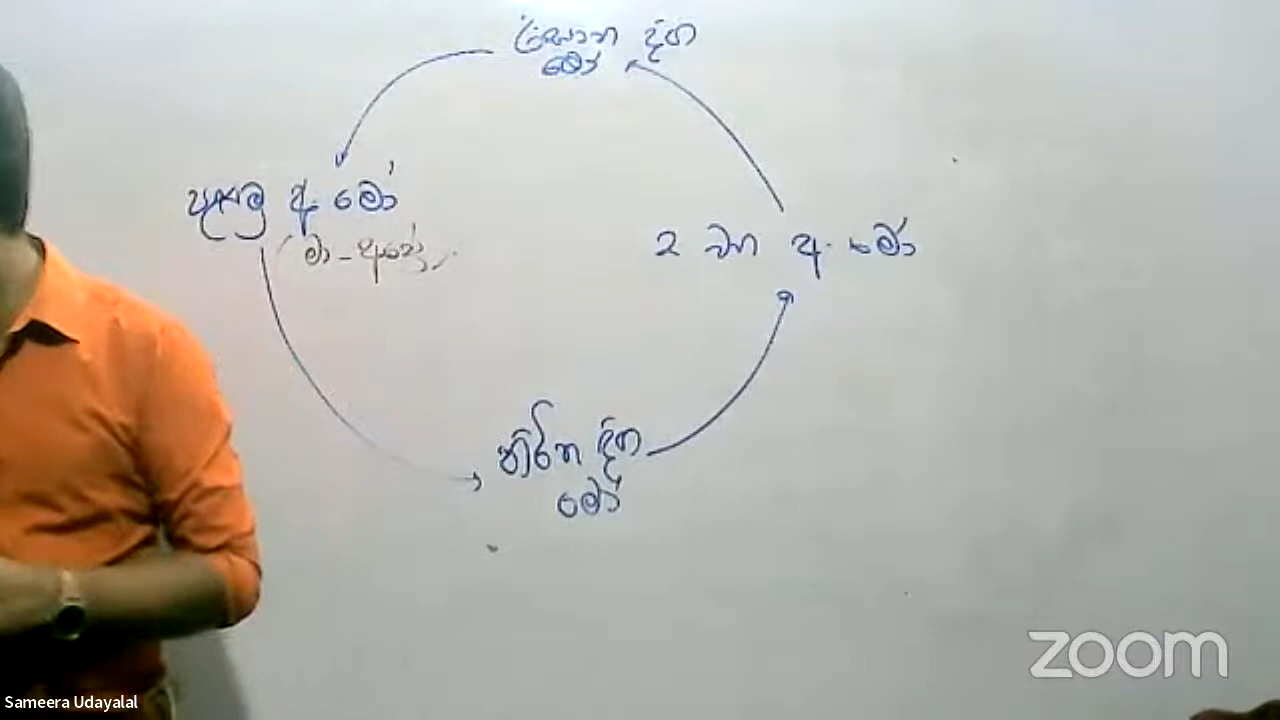 ඊසාන දිග
මෝ
පළමු අ. මෝ
(මා - අප්‍රේ)
2 වන අ. මෝ
නිරිත දිග
මෝ
zoom
Sameera Udayalal